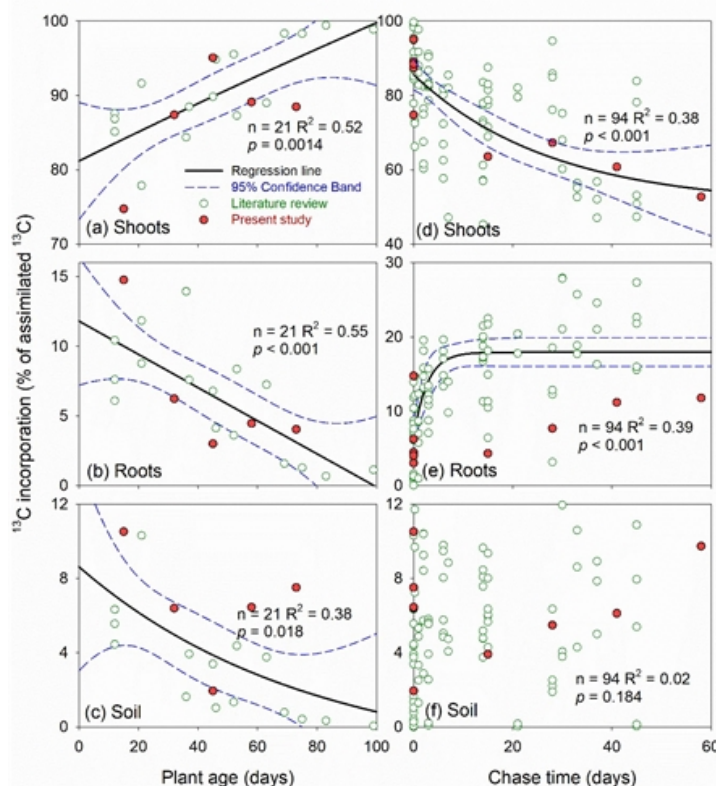 ¹³C incorporation (% of assimilated ¹³C)
100
90
80
70
n = 21 R² = 0.52
p = 0.0014
Regression line
95% Confidence Band
Literature review
Present study
(a) Shoots
100
80
60
40
n = 94 R² = 0.38
p < 0.001
(d) Shoots
15
10
5
0
n = 21 R² = 0.55
p < 0.001
(b) Roots
30
20
10
0
n = 94 R² = 0.39
p < 0.001
(e) Roots
12
8
4
0
n = 21 R² = 0.38
p = 0.018
(c) Soil
0 20 40 60 80 100
Plant age (days)
12
8
4
0
n = 94 R² = 0.02
p = 0.184
(f) Soil
0 20 40 60
Chase time (days)